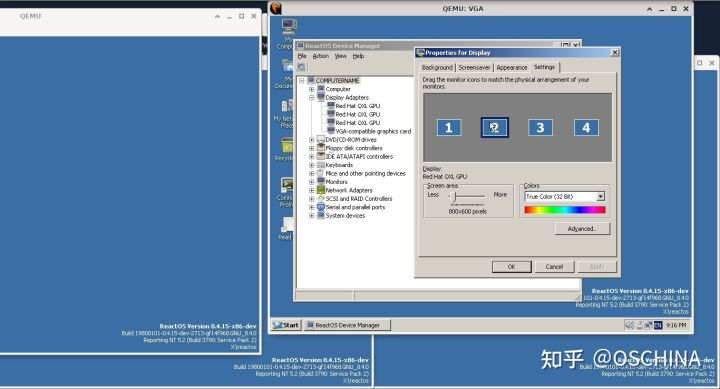 QEMU
QEMU: VGA
My
Compu
My
Docume
My Ne
Place
Recycle
Comm
Pro
Read
ReactOS Device Manager
File Action View Help
COMPUTERNAME
Computer
Display Adapters
Red Hat QXL GPU
Red Hat QXL GPU
Red Hat QXL GPU
VGA-compatible graphics card
DVD/CD-ROM drives
Floppy disk controllers
IDE ATA/ATAPI controllers
Keyboards
Mice and other pointing devices
Monitors
Network Adapters
SCSI and RAID Controllers
Serial and parallel ports
System devices
Properties for Display
Background Screensaver Appearance Settings
Drag the monitor icons to match the physical arrangement of your
monitors.
1 2 3 4
Display:
Red Hat QXL GPU
Screen area
Less More
800x600 pixels
Colors
True Color (32 Bit)
Advanced...
OK Cancel Apply
ReactOS Version 0.4.15-x86-dev
101-0.4.15-dev-2713-gf14f968.GNU_8.4.0
Reporting NT 5.2 (Build 3790: Service Pack 2)
X:\reactos
Start ReactOS Device Manager EN 9:16 PM
ReactOS Version 0.4.15-x86-dev
Build 19800101-0.4.15-dev-2713-gf14f968.GNU_8.4.0
Reporting NT 5.2 (Build 3790: Service Pack 2)
X:\reactos
ReactOS Version 0.4.15-x86-dev
Build 19800101-0.4.15-dev-2713-gf14f968.GNU_8.4.0
Reporting NT 5.2 (Build 3790: Service Pack 2)
X:\reactos
知乎 @OSCHINA